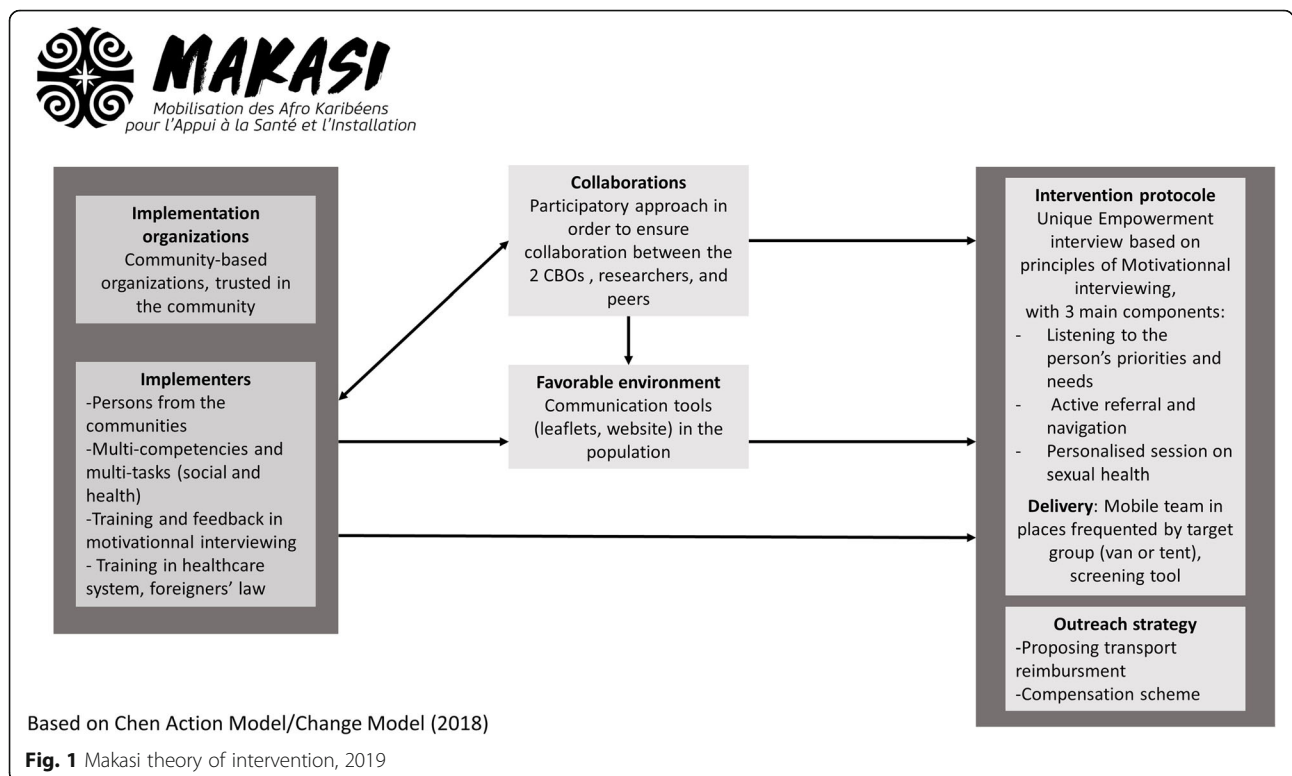 MAKASI
Mobilisation des Afro Karibéens
pour l'Appui à la Santé et l'Installation
Implementation
organizations
Community-based
organizations, trusted in
the community
Implementers
-Persons from the
communities
-Multi-competencies and
multi-tasks (social and
health)
-Training and feedback in
motivationnal interviewing
- Training in healthcare
system, foreigners' law
Collaborations
Participatory approach in
order to ensure
collaboration between the
2 CBOs , researchers, and
peers
Favorable environment
Communication tools
(leaflets, website) in the
population
Intervention protocole
Unique Empowerment
interview based on
principles of Motivationnal
interviewing,
with 3 main components:
- Listening to the
person's priorities and
needs
- Active referral and
navigation
- Personalised session on
sexual health
Delivery: Mobile team in
places frequented by target
group (van or tent),
screening tool
Outreach strategy
-Proposing transport
reimbursment
-Compensation scheme
Based on Chen Action Model/Change Model (2018)
Fig. 1 Makasi theory of intervention, 2019